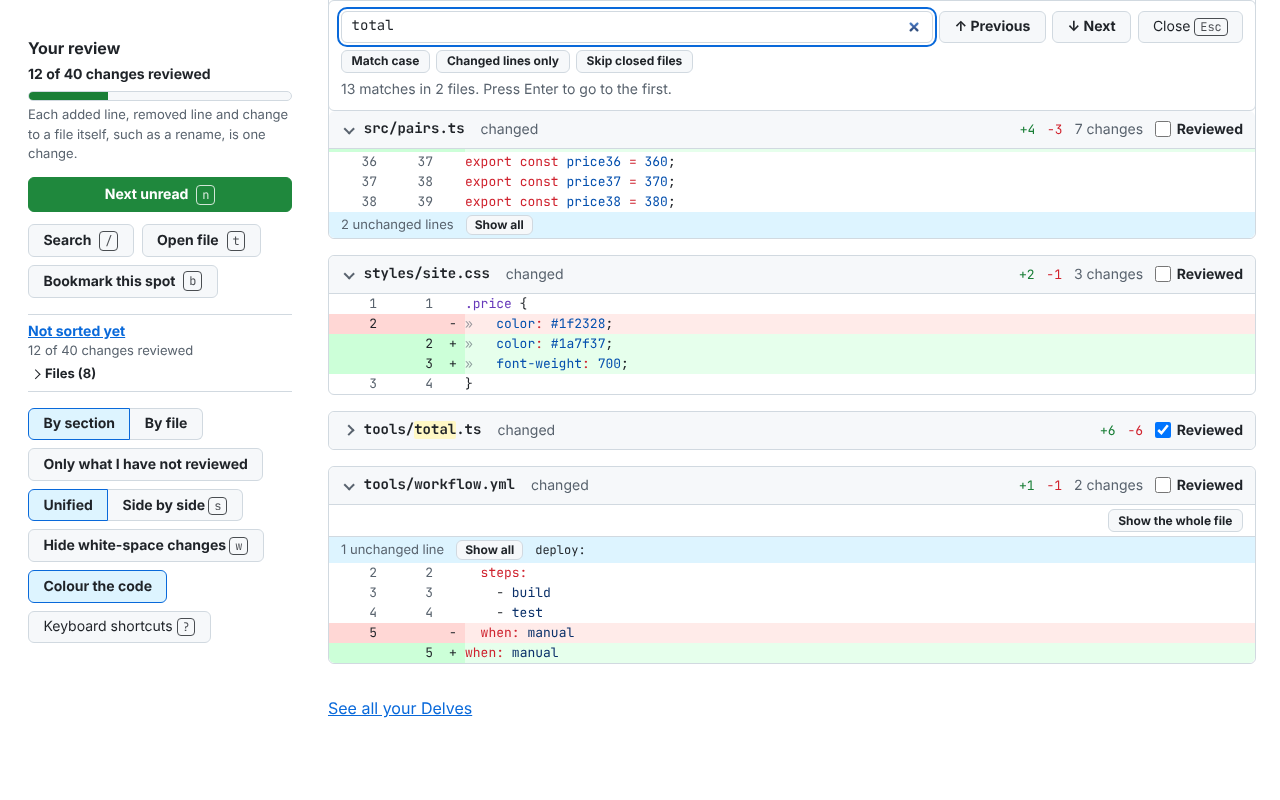 Your review
12 of 40 changes reviewed
Each added line, removed line and change
to a file itself, such as a rename, is one
change.
Next unread n
Search / Open file t
Bookmark this spot b
Not sorted yet
12 of 40 changes reviewed
Files (8)
By section By file
Only what I have not reviewed
Unified Side by side s
Hide white-space changes w
Colour the code
Keyboard shortcuts ?
total × ↑ Previous ↓ Next Close Esc
Match case Changed lines only Skip closed files
13 matches in 2 files. Press Enter to go to the first.
src/pairs.ts changed +4 -3 7 changes Reviewed
36 37 export const price36 = 360;
37 38 export const price37 = 370;
38 39 export const price38 = 380;
2 unchanged lines Show all
styles/site.css changed +2 -1 3 changes Reviewed
1 1 .price {
2 - » color: #1f2328;
2 + » color: #1a7f37;
3 + » font-weight: 700;
3 4 }
tools/total.ts changed +6 -6 Reviewed
tools/workflow.yml changed +1 -1 2 changes Reviewed
Show the whole file
1 unchanged line Show all deploy:
2 2 steps:
3 3 - build
4 4 - test
5 - when: manual
5 + when: manual
See all your Delves